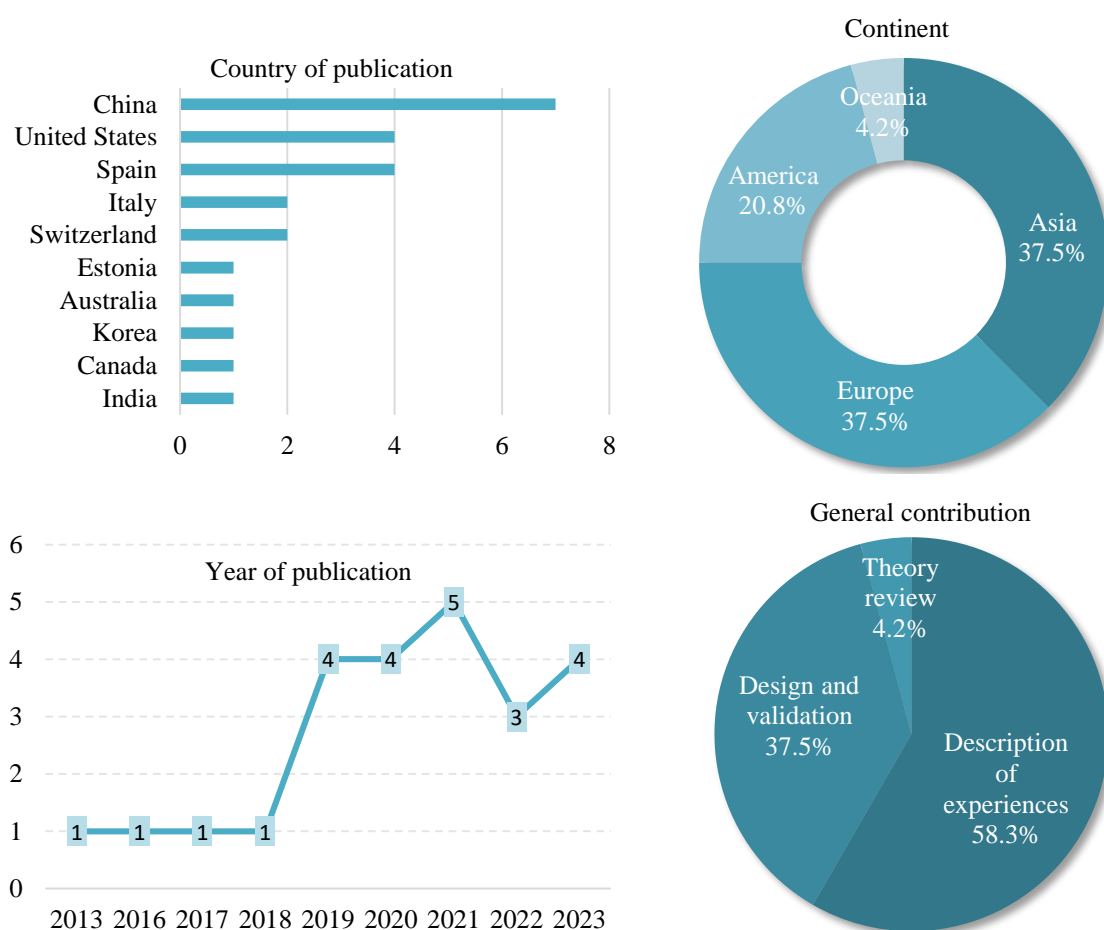 Country of publication
China
United States
Spain
Italy
Switzerland
Estonia
Australia
Korea
Canada
India
0 2 4 6 8
Continent
Oceania
4.2%
America
20.8%
Asia
37.5%
Europe
37.5%
Year of publication
6
5
4
3
2
1
0
1 1 1 1 4 4 5 3 4
2013 2016 2017 2018 2019 2020 2021 2022 2023
General contribution
Theory
review
4.2%
Design and
validation
37.5%
Description
of
experiences
58.3%